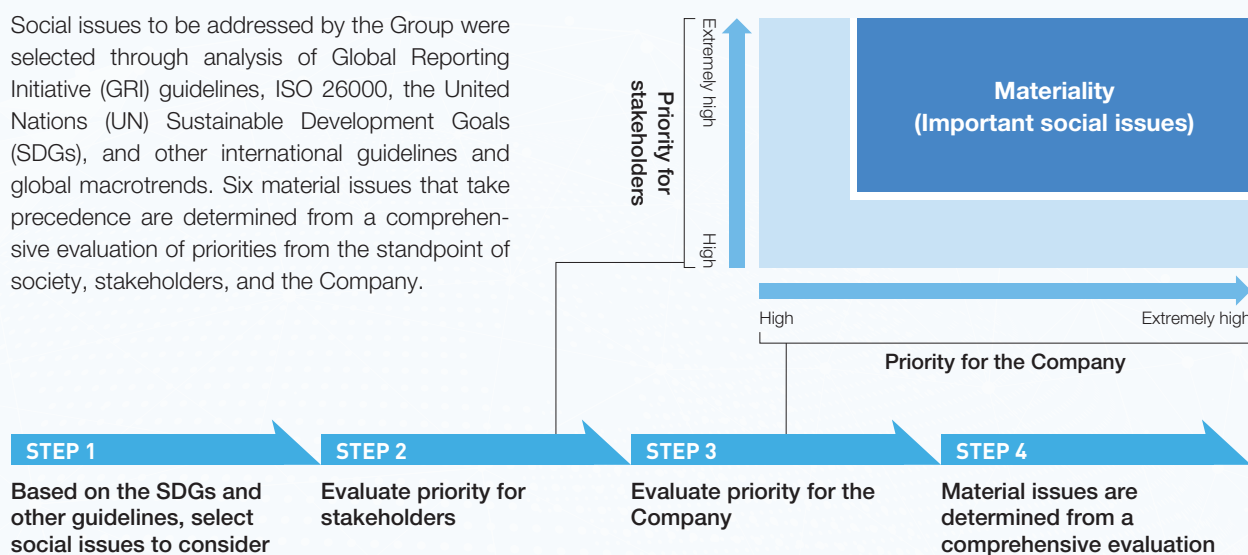 Social issues to be addressed by the Group were
selected through analysis of Global Reporting
Initiative (GRI) guidelines, ISO 26000, the United
Nations (UN) Sustainable Development Goals
(SDGs), and other international guidelines and
global macrotrends. Six material issues that take
precedence are determined from a comprehen-
sive evaluation of priorities from the standpoint of
society, stakeholders, and the Company.
Priority for
stakeholders
Extremely high
High
Materiality
(Important social issues)
High
Extremely high
Priority for the Company
STEP 1
Based on the SDGs and
other guidelines, select
social issues to consider
STEP 2
Evaluate priority for
stakeholders
STEP 3
Evaluate priority for the
Company
STEP 4
Material issues are
determined from a
comprehensive evaluation